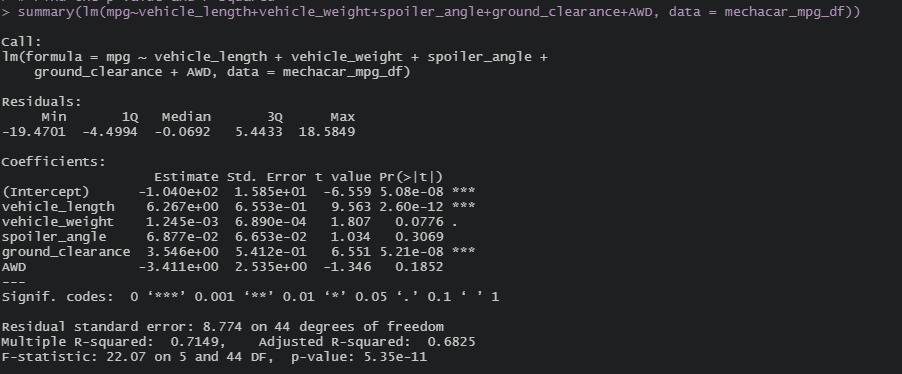 > summary(lm(mpg~vehicle_length+vehicle_weight+spoiler_angle+ground_clearance+AWD, data = mechacar_mpg_df))
Call:
lm(formula = mpg ~ vehicle_length + vehicle_weight + spoiler_angle +
    ground_clearance + AWD, data = mechacar_mpg_df)
Residuals:
     Min       1Q   Median       3Q      Max
-19.4701  -4.4994  -0.0692   5.4433  18.5849
Coefficients:
                   Estimate Std. Error t value Pr(>|t|)
(Intercept)      -1.040e+02  1.585e+01  -6.559 5.08e-08 ***
vehicle_length    6.267e+00  6.553e-01   9.563 2.60e-12 ***
vehicle_weight    1.245e-03  6.890e-04   1.807   0.0776 .
spoiler_angle     6.877e-02  6.653e-02   1.034   0.3069
ground_clearance  3.546e+00  5.412e-01   6.551 5.21e-08 ***
AWD              -3.411e+00  2.535e+00  -1.346   0.1852
---
Signif. codes:  0 ‘***’ 0.001 ‘**’ 0.01 ‘*’ 0.05 ‘.’ 0.1 ‘ ’ 1
Residual standard error: 8.774 on 44 degrees of freedom
Multiple R-squared:  0.7149,    Adjusted R-squared:  0.6825
F-statistic: 22.07 on 5 and 44 DF,  p-value: 5.35e-11